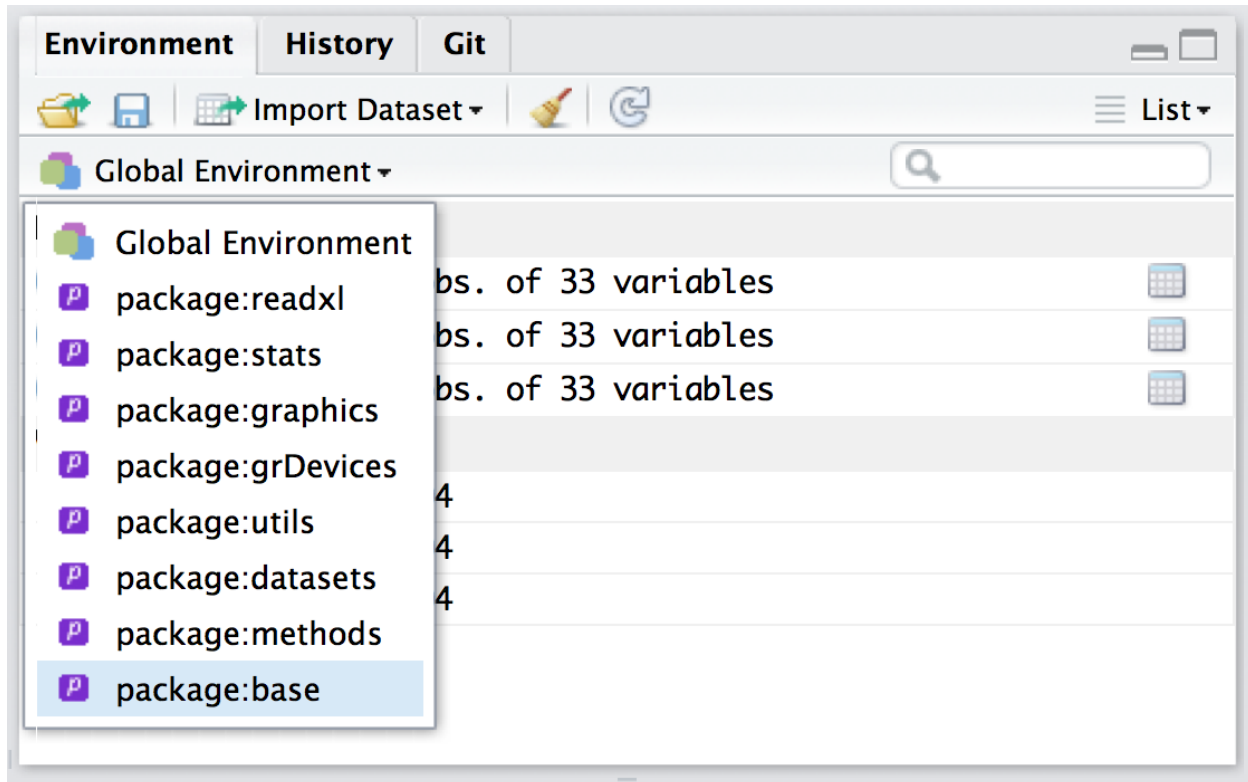 Environment History Git
Import Dataset List
Global Environment
Global Environment
package:readxl
bs. of 33 variables
package:stats
bs. of 33 variables
package:graphics
bs. of 33 variables
package:grDevices
package:utils
4
package:datasets
4
package:methods
4
package:base